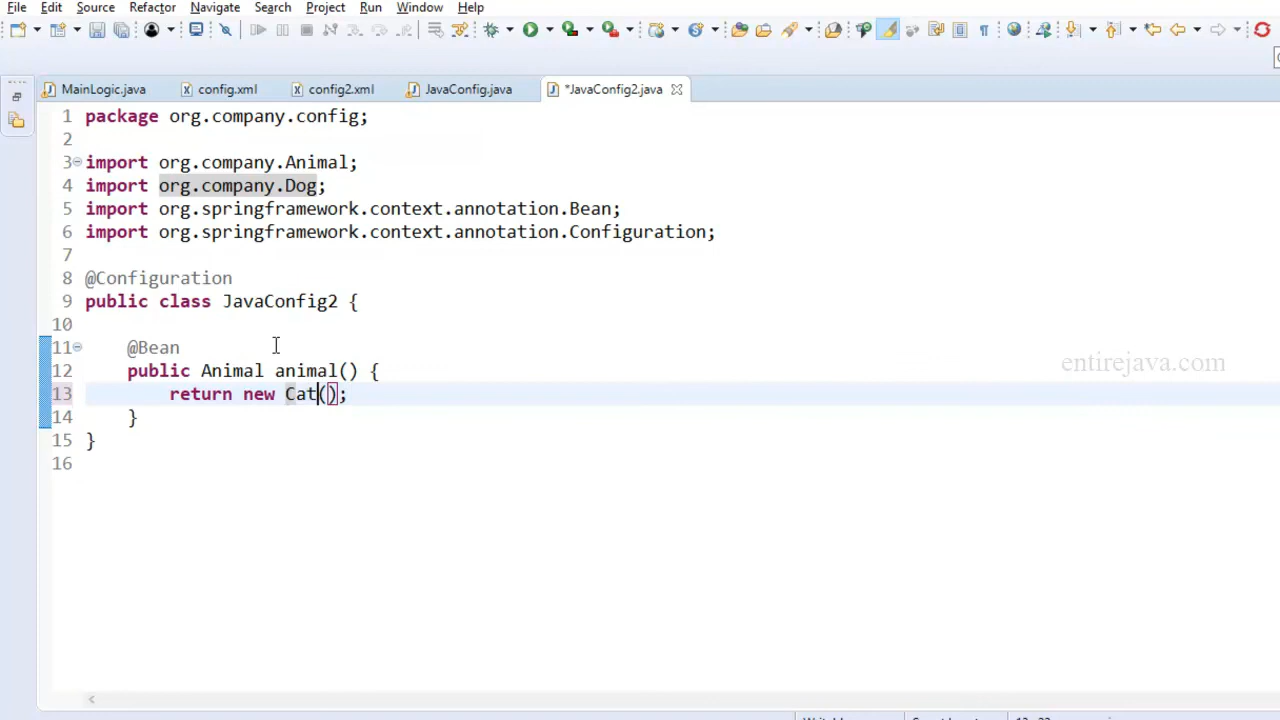 File Edit Source Refactor Navigate Search Project Run Window Help
MainLogic.java config.xml config2.xml JavaConfig.java *JavaConfig2.java
1 package org.company.config;
2
3 import org.company.Animal;
4 import org.company.Dog;
5 import org.springframework.context.annotation.Bean;
6 import org.springframework.context.annotation.Configuration;
7
8 @Configuration
9 public class JavaConfig2 {
10
11 @Bean
12 public Animal animal() {
13 return new Cat();
14 }
15 }
16
entirejava.com